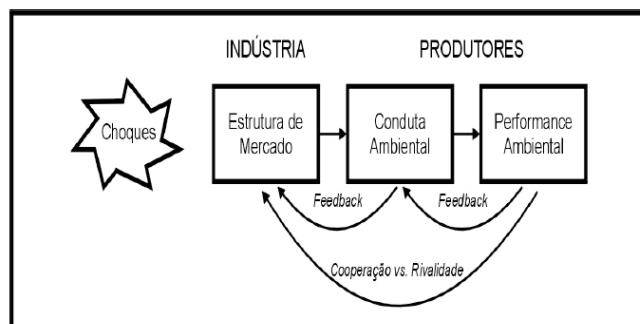 INDÚSTRIA
PRODUTORES
Choques
Estrutura de
Mercado
Conduta
Ambiental
Performance
Ambiental
Feedback
Feedback
Cooperação vs. Rivalidade